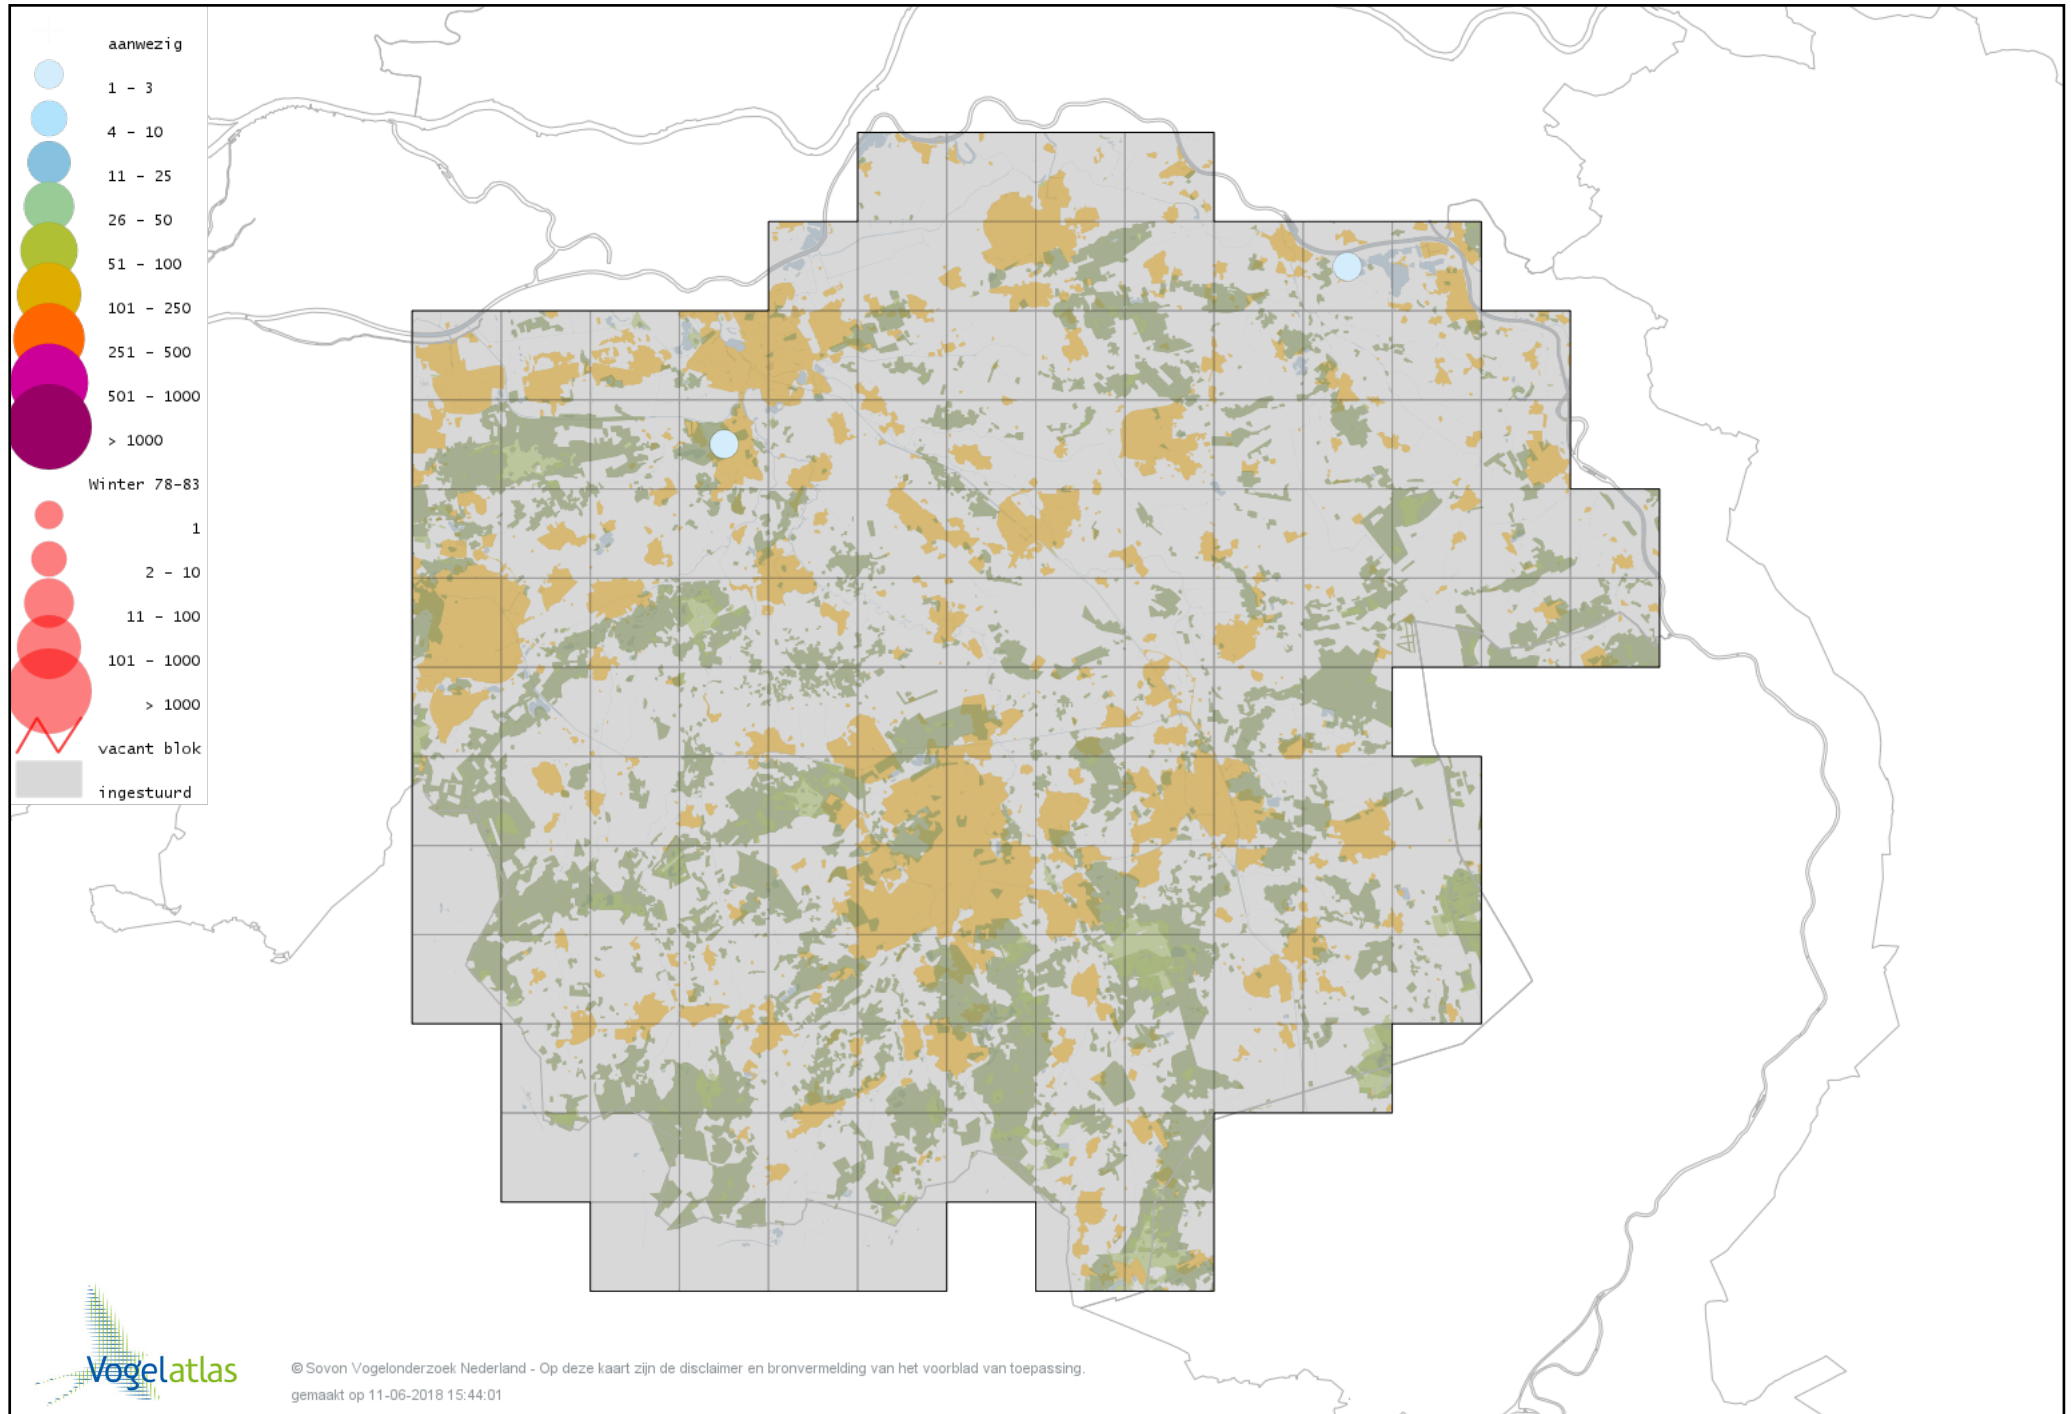 aanwezig
1 – 3
4 – 10
11 – 25
26 – 50
51 – 100
101 – 250
251 – 500
501 – 1000
> 1000
Winter 78-83
1
2 – 10
11 – 100
101 – 1000
> 1000
vacant blok
ingestuurd
Vogelatlas
© Sovon Vogelonderzoek Nederland - Op deze kaart zijn de disclaimer en bronvermelding van het voorblad van toepassing.
gemaakt op 11-06-2018 15:44:01